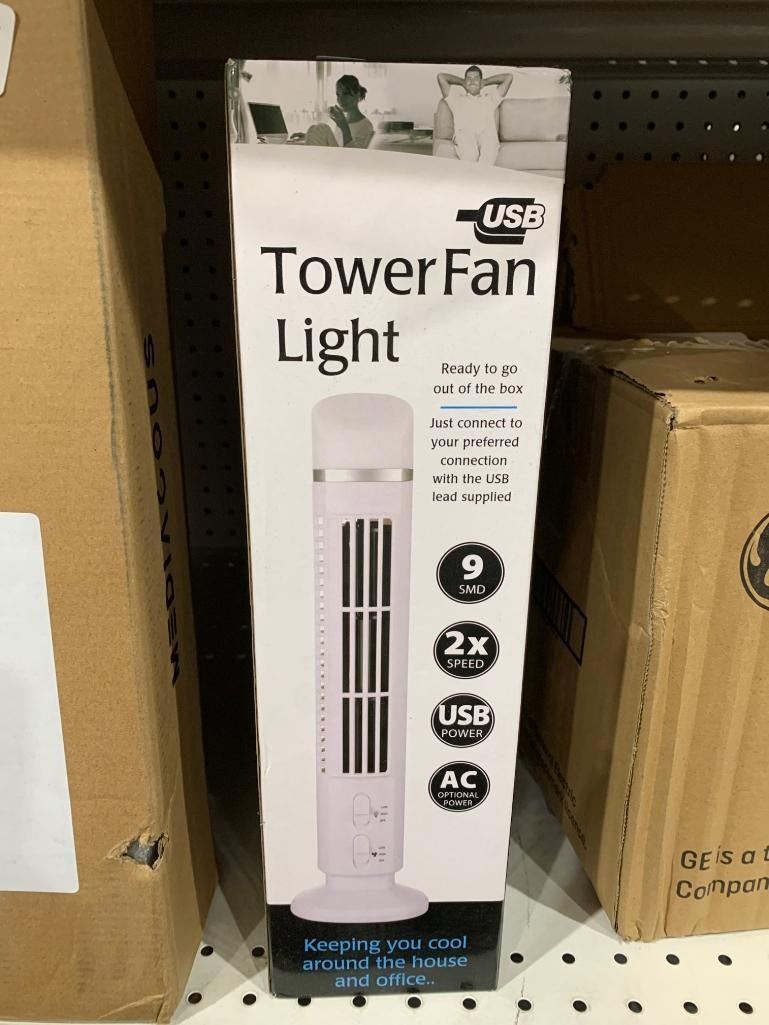 USB
Tower Fan
Light
Ready to go
out of the box
Just connect to
your preferred
connection
with the USB
lead supplied
9
SMD
2x
SPEED
USB
POWER
AC
OPTIONAL
POWER
Keeping you cool
around the house
and office..
MEDIVOCUS
GE is a t
Compan